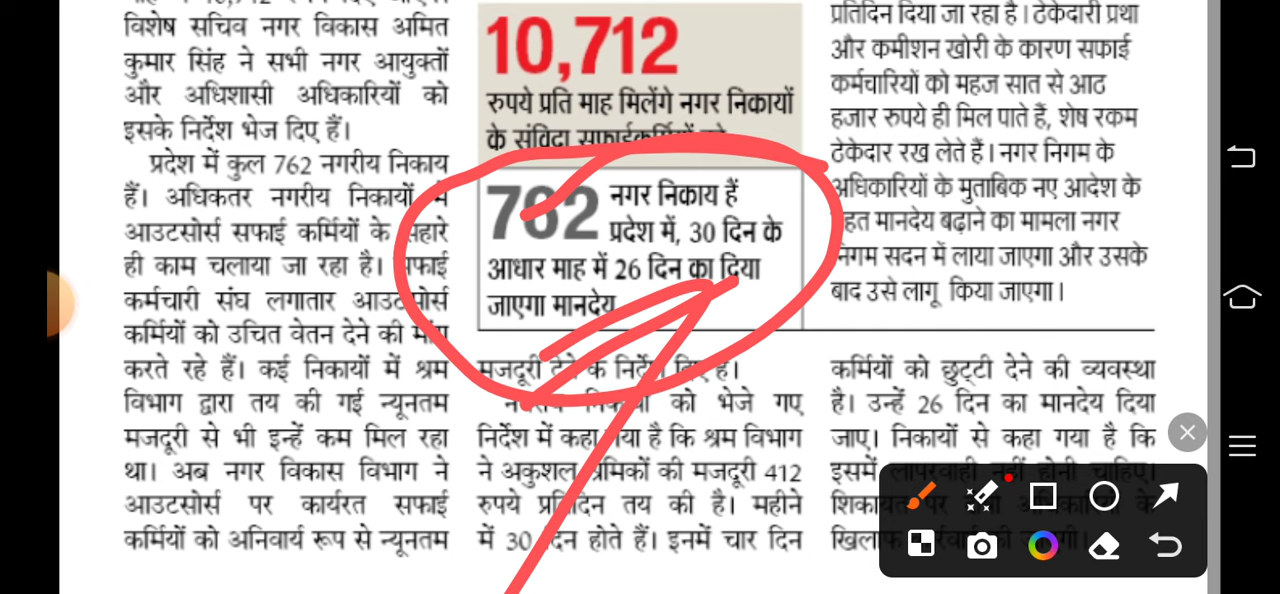 विशेष सचिव नगर विकास अमित
कुमार सिंह ने सभी नगर आयुक्तों
और अधिशासी अधिकारियों को
इसके निर्देश भेज दिए हैं।
प्रदेश में कुल 762 नगरीय निकाय
हैं। अधिकतर नगरीय निकायों में
आउटसोर्स सफाई कर्मियों के सहारे
ही काम चलाया जा रहा है। सफाई
कर्मचारी संघ लगातार आउटसोर्स
कर्मियों को उचित वेतन देने की मांग
करते रहे हैं। कई निकायों में श्रम
विभाग द्वारा तय की गई न्यूनतम
मजदूरी से भी इन्हें कम मिल रहा
था। अब नगर विकास विभाग ने
आउटसोर्स पर कार्यरत सफाई
कर्मियों को अनिवार्य रूप से न्यूनतम
10,712
रुपये प्रति माह मिलेंगे नगर निकायों
के संविदा सफाईकर्मियों को
762 नगर निकाय हैं
प्रदेश में, 30 दिन के
आधार माह में 26 दिन का दिया
जाएगा मानदेय
मजदूरी देने के निर्देश दिए हैं।
नगरीय निकायों को भेजे गए
निर्देश में कहा गया है कि श्रम विभाग
ने अकुशल श्रमिकों की मजदूरी 412
रुपये प्रतिदिन तय की है। महीने
में 30 दिन होते हैं। इनमें चार दिन
प्रतिदिन दिया जा रहा है। ठेकेदारी प्रथा
और कमीशन खोरी के कारण सफाई
कर्मचारियों को महज सात से आठ
हजार रुपये ही मिल पाते हैं, शेष रकम
ठेकेदार रख लेते हैं। नगर निगम के
अधिकारियों के मुताबिक नए आदेश के
तहत मानदेय बढ़ाने का मामला नगर
निगम सदन में लाया जाएगा और उसके
बाद उसे लागू किया जाएगा।
कर्मियों को छुट्टी देने की व्यवस्था
है। उन्हें 26 दिन का मानदेय दिया
जाए। निकायों से कहा गया है कि
इसमें लापरवाही नहीं होनी चाहिए।
शिकायत पर अधिकारियों के
खिलाफ की जाएगी।